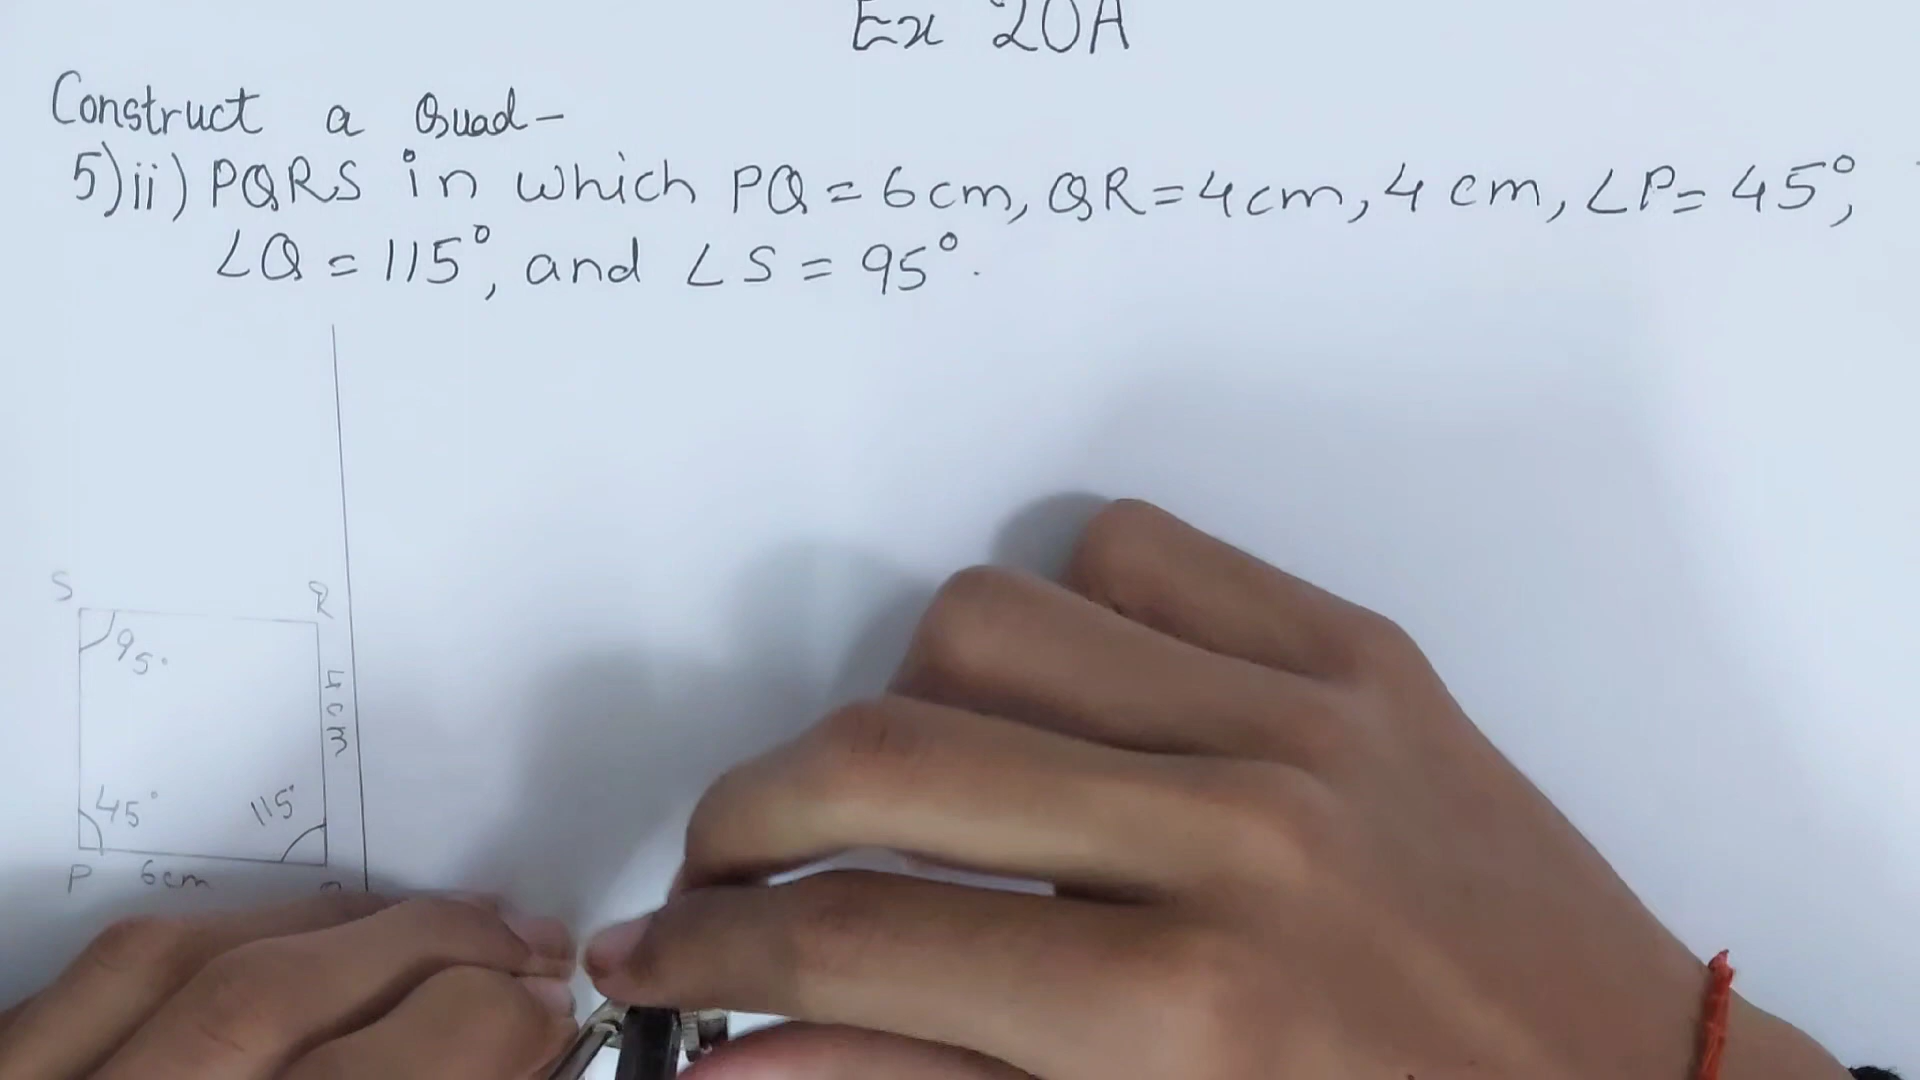 Ex 20A
Construct a Quad-
5)ii) PQRS in which PQ = 6cm, QR = 4cm, 4 cm, ∠P = 45°,
∠Q = 115°, and ∠S = 95°.
S R
95°
4cm
45° 115°
P 6cm